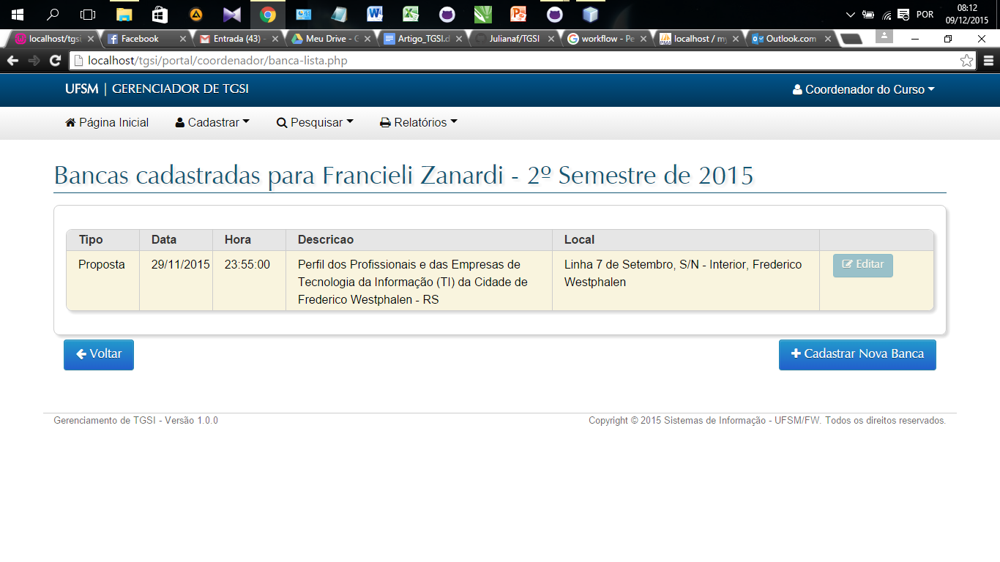 POR
08:12
09/12/2015
localhost/tgsi
Facebook
Entrada (43) -
Meu Drive - G
Artigo_TGSI.d
Julianaf/TGSI
workflow - Pe
localhost / my
Outlook.com
localhost/tgsi/portal/coordenador/banca-lista.php
UFSM | GERENCIADOR DE TGSI
Coordenador do Curso
Página Inicial
Cadastrar
Pesquisar
Relatórios
Bancas cadastradas para Francieli Zanardi - 2º Semestre de 2015
Tipo
Data
Hora
Descricao
Local
Proposta
29/11/2015
23:55:00
Perfil dos Profissionais e das Empresas de
Tecnologia da Informação (TI) da Cidade de
Frederico Westphalen - RS
Linha 7 de Setembro, S/N - Interior, Frederico
Westphalen
Editar
Voltar
Cadastrar Nova Banca
Gerenciamento de TGSI - Versão 1.0.0
Copyright © 2015 Sistemas de Informação - UFSM/FW. Todos os direitos reservados.